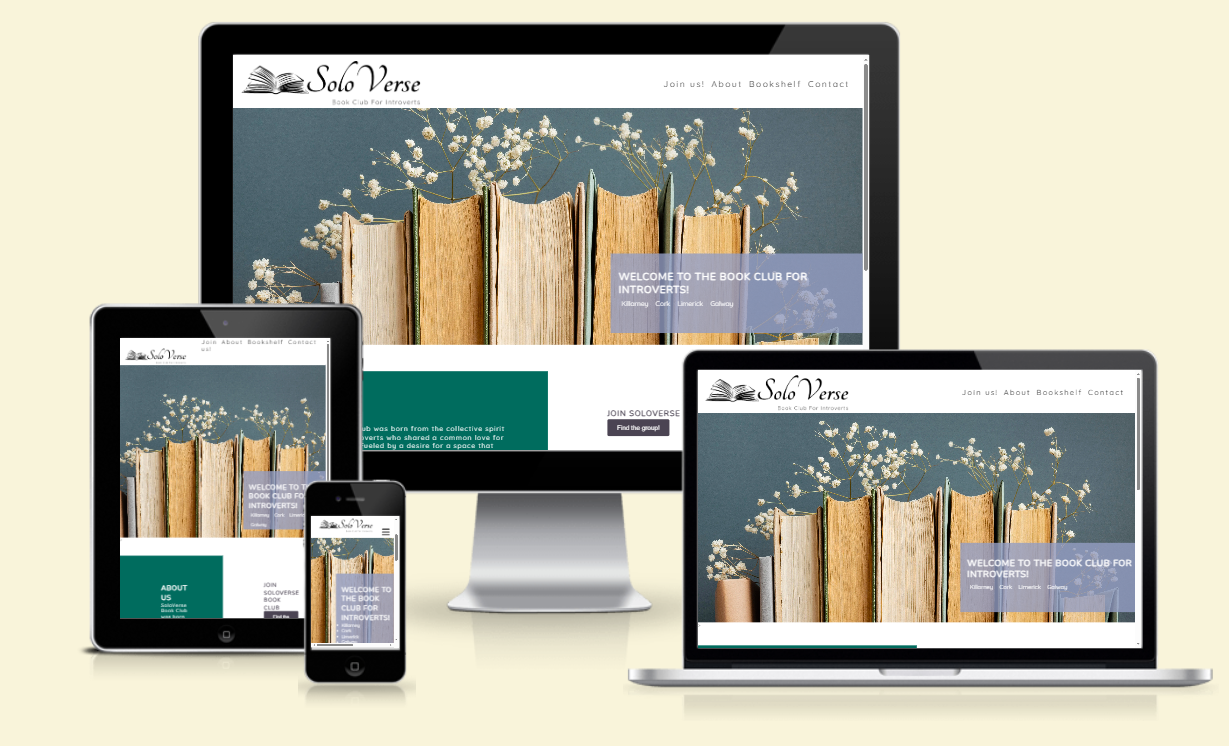 Solo Verse
Book Club For Introverts
Join us! About Bookshelf Contact
WELCOME TO THE BOOK CLUB FOR
INTROVERTS!
Killarney Cork Limerick Galway
ub was born from the collective spirit
overts who shared a common love for
fueled by a desire for a space that
JOIN SOLOVERSE
Find the group!
Solo Verse
Join About Bookshelf Contact
us!
WELCOME TO T
BOOK CLUB FO
INTROVERTS!
Killarney Cork Limeri
Galway
ABOUT
US
SoloVerse
Book Club
was born
JOIN
SOLOVERSE
BOOK
CLUB
Find the
Solo Verse
WELCOME TO
THE BOOK
CLUB FOR
INTROVERTS!
Killarney
Cork
Limerick
Galway
Solo Verse
Book Club For Introverts
Join us! About Bookshelf Contact
WELCOME TO THE BOOK CLUB FOR
INTROVERTS!
Killarney Cork Limerick Galway